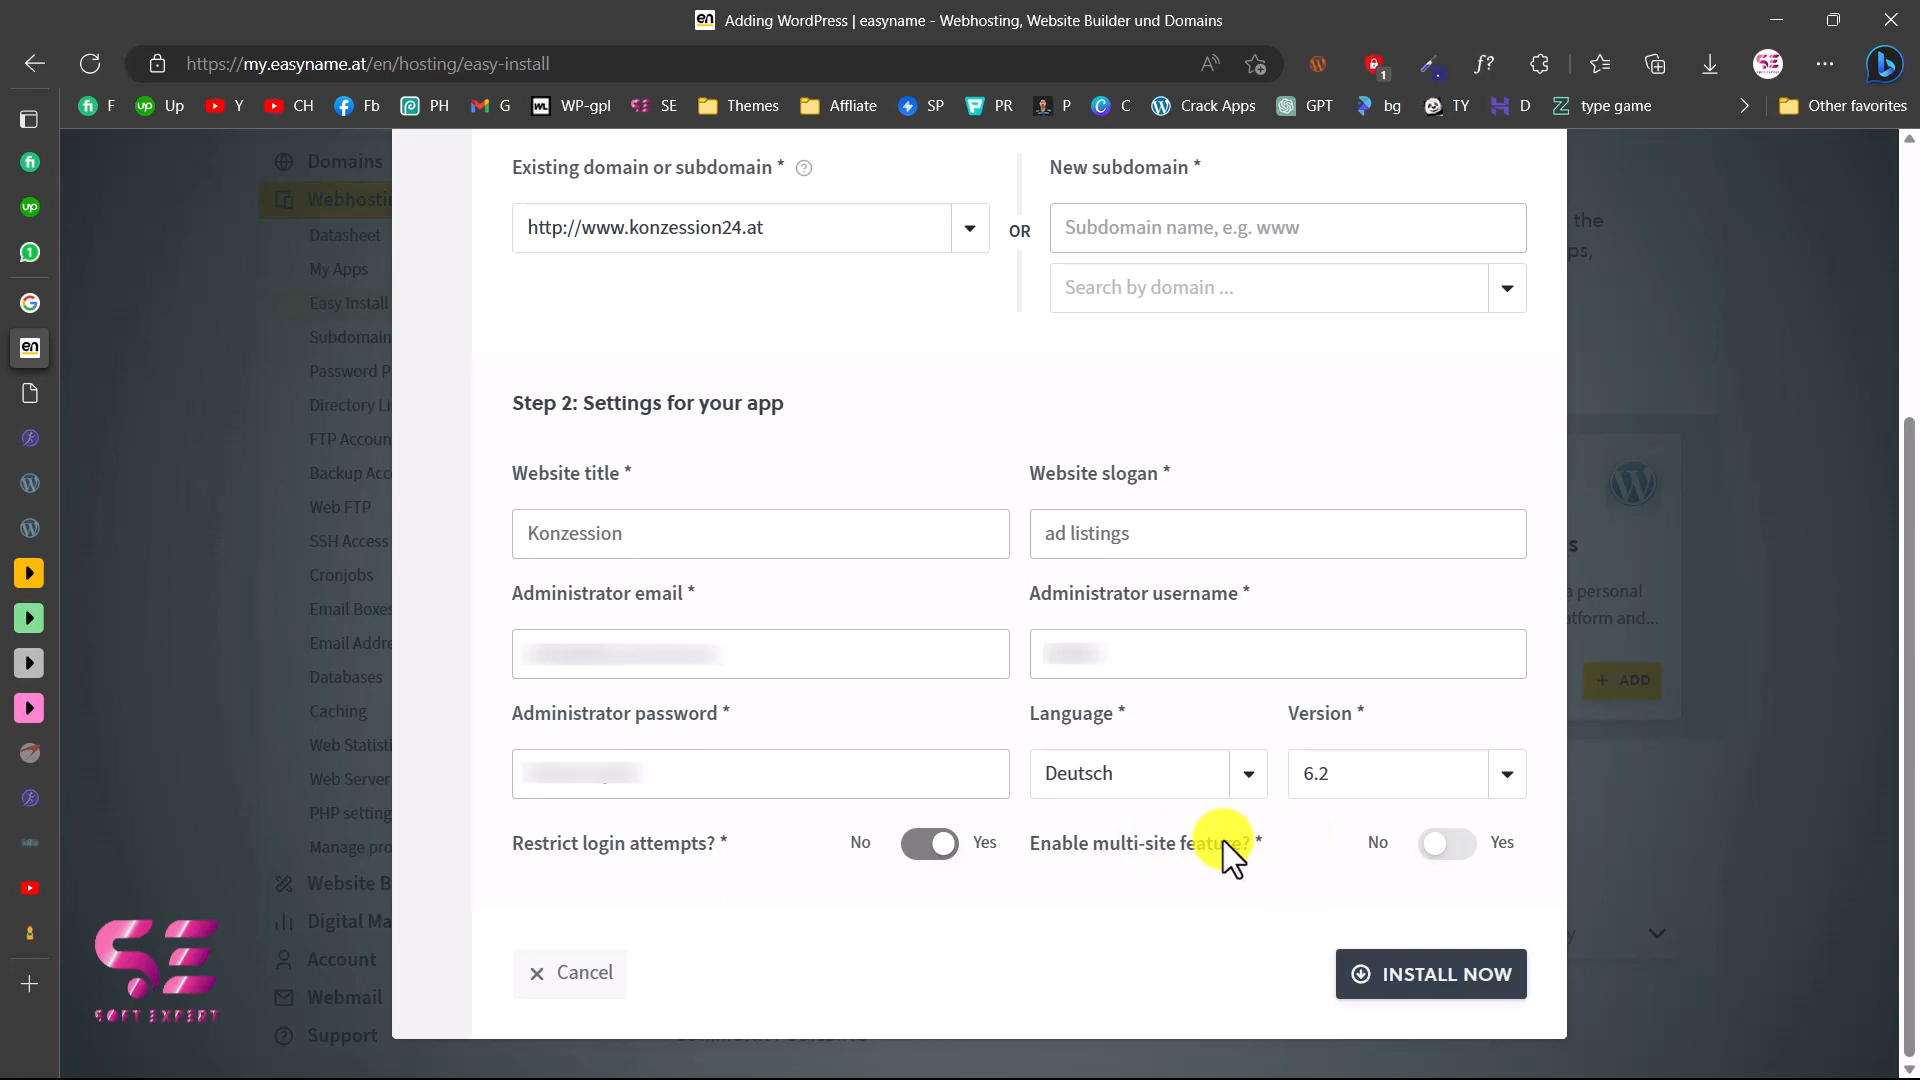 Adding WordPress | easyname - Webhosting, Website Builder und Domains
https://my.easyname.at/en/hosting/easy-install
F
Up
Y
CH
Fb
PH
G
WP-gpl
SE
Themes
Affliate
SP
PR
P
C
Crack Apps
GPT
bg
TY
D
type game
Other favorites
Domains
Webhostin
Datasheet
My Apps
Easy Install
Subdomain
Password P
Directory Li
FTP Accoun
Backup Acc
Web FTP
SSH Access
Cronjobs
Email Boxes
Email Addre
Databases
Caching
Web Statisti
Web Server
PHP setting
Manage pro
Website B
Digital Ma
Account
Webmail
Support
SOFT EXPERT
Existing domain or subdomain *
New subdomain *
http://www.konzession24.at
OR
Subdomain name, e.g. www
Search by domain ...
Step 2: Settings for your app
Website title *
Website slogan *
Konzession
ad listings
Administrator email *
Administrator username *
Administrator password *
Language *
Version *
Deutsch
6.2
Restrict login attempts? *
No
Yes
Enable multi-site feature? *
No
Yes
Cancel
INSTALL NOW
the
ps,
s
a personal
atform and...
+ ADD
y